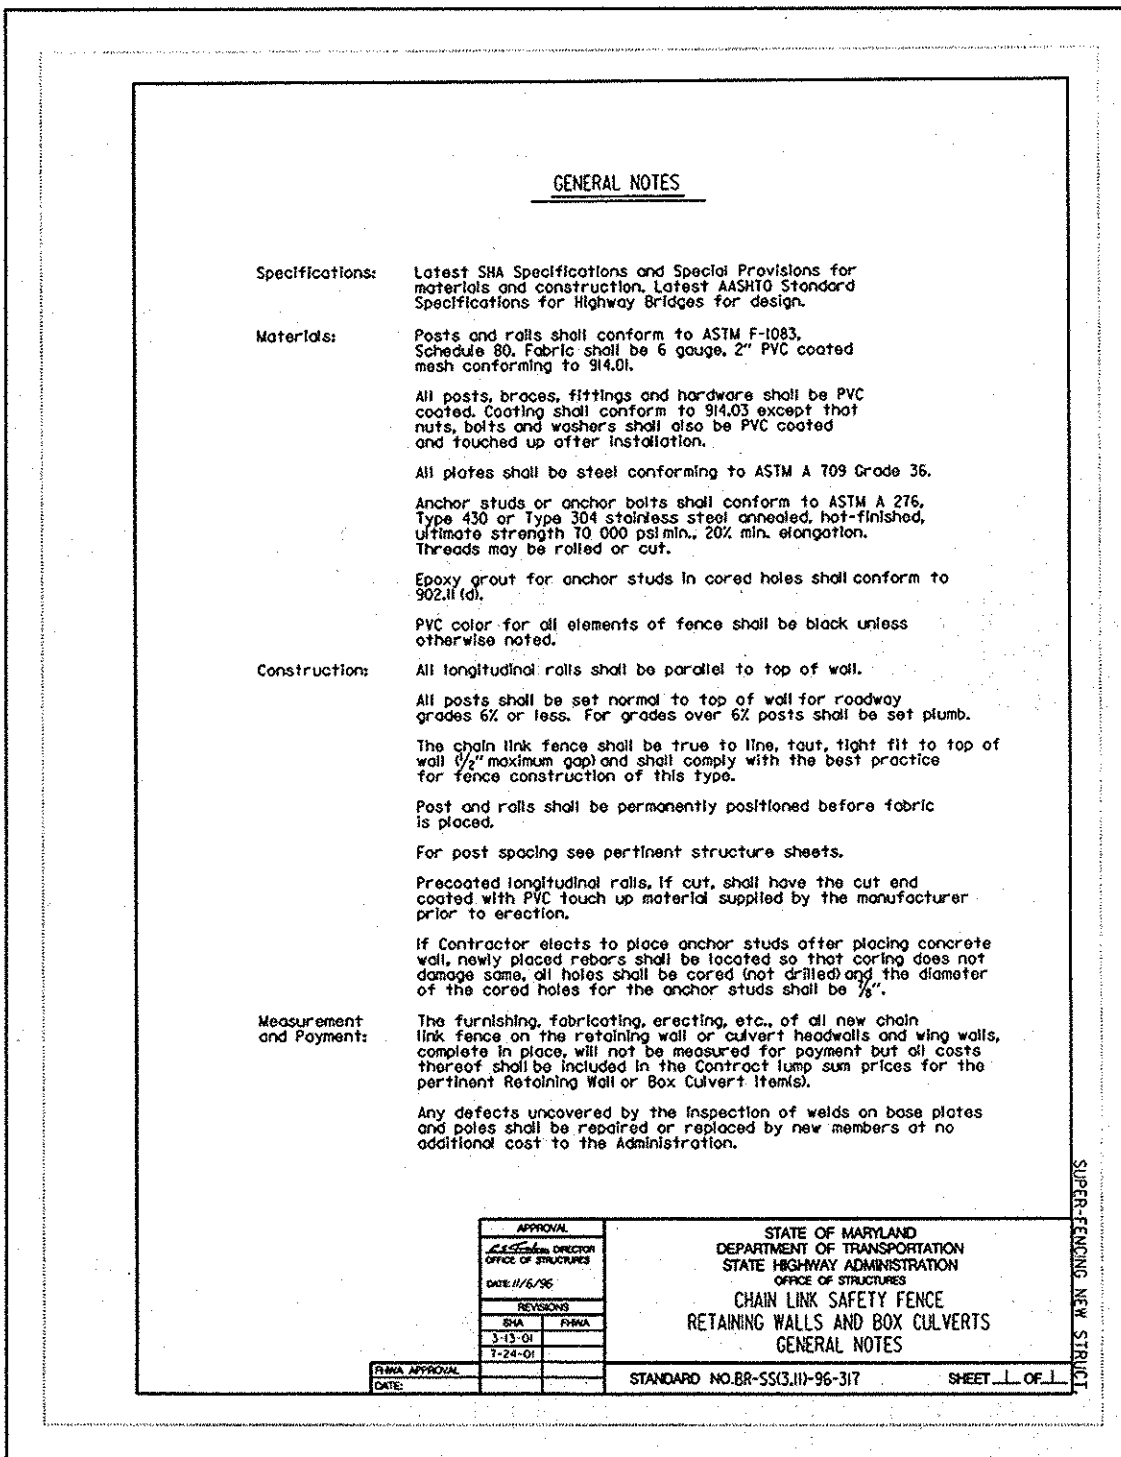 GENERAL NOTES
Specifications: Latest SHA Specifications and Special Provisions for
materials and construction. Latest AASHTO Standard
Specifications for Highway Bridges for design.
Materials: Posts and rails shall conform to ASTM F-1083,
Schedule 80. Fabric shall be 6 gauge, 2" PVC coated
mesh conforming to 914.01.
All posts, braces, fittings and hardware shall be PVC
coated. Coating shall conform to 914.03 except that
nuts, bolts and washers shall also be PVC coated
and touched up after installation.
All plates shall be steel conforming to ASTM A 709 Grade 36.
Anchor studs or anchor bolts shall conform to ASTM A 276,
Type 430 or Type 304 stainless steel annealed, hot-finished,
ultimate strength 70 000 psi min., 20% min. elongation.
Threads may be rolled or cut.
Epoxy grout for anchor studs in cored holes shall conform to
902.11 (d).
PVC color for all elements of fence shall be black unless
otherwise noted.
Construction: All longitudinal rails shall be parallel to top of wall.
All posts shall be set normal to top of wall for roadway
grades 6% or less. For grades over 6% posts shall be set plumb.
The chain link fence shall be true to line, taut, tight fit to top of
wall (1/2" maximum gap) and shall comply with the best practice
for fence construction of this type.
Post and rails shall be permanently positioned before fabric
is placed.
For post spacing see pertinent structure sheets.
Precoated longitudinal rails, if cut, shall have the cut end
coated with PVC touch up material supplied by the manufacturer
prior to erection.
If Contractor elects to place anchor studs after placing concrete
wall, newly placed rebars shall be located so that coring does not
damage same, all holes shall be cored (not drilled) and the diameter
of the cored holes for the anchor studs shall be 7/8".
Measurement The furnishing, fabricating, erecting, etc., of all new chain
and Payment: link fence on the retaining wall or culvert headwalls and wing walls,
complete in place, will not be measured for payment but all costs
thereof shall be included in the Contract lump sum prices for the
pertinent Retaining Wall or Box Culvert Item(s).
Any defects uncovered by the inspection of welds on base plates
and poles shall be repaired or replaced by new members at no
additional cost to the Administration.
SUPER-FENCING NEW STRUCT.
APPROVAL
DIRECTOR
OFFICE OF STRUCTURES
DATE: 11/6/96
REVISIONS
SHA FHWA
3-13-01
7-24-01
FHWA APPROVAL
DATE:
STATE OF MARYLAND
DEPARTMENT OF TRANSPORTATION
STATE HIGHWAY ADMINISTRATION
OFFICE OF STRUCTURES
CHAIN LINK SAFETY FENCE
RETAINING WALLS AND BOX CULVERTS
GENERAL NOTES
STANDARD NO. BR-SS(3.11)-96-317 SHEET 1 OF 1